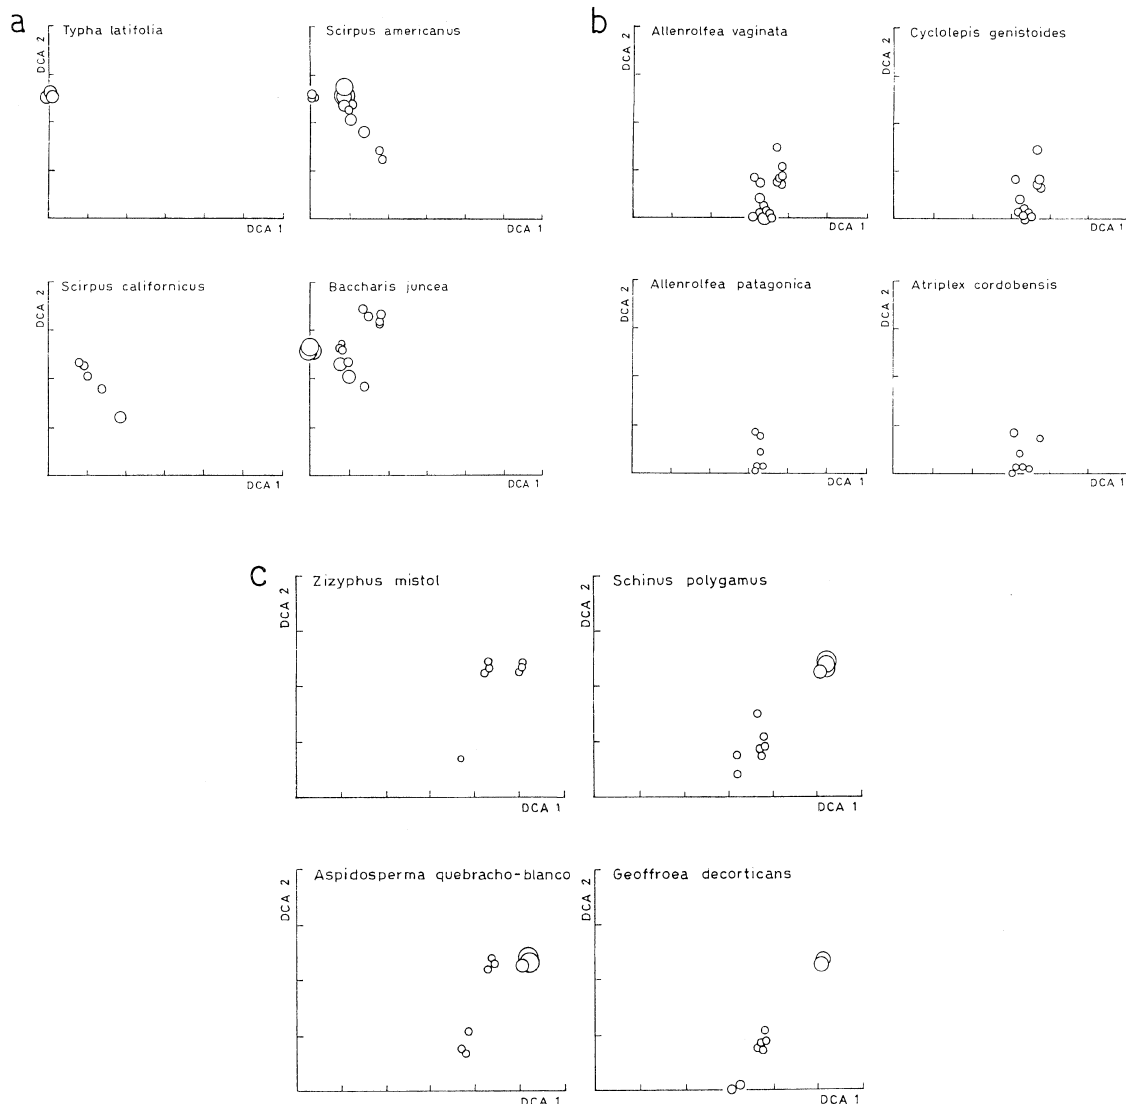 a
Typha latifolia
DCA 2
DCA 1
Scirpus americanus
DCA 1
b
Allenrolfea vaginata
DCA 2
DCA 1
Cyclolepis genistoides
DCA 2
DCA 1
Scirpus californicus
DCA 2
DCA 1
Baccharis juncea
DCA 1
Allenrolfea patagonica
DCA 2
DCA 1
Atriplex cordobensis
DCA 2
DCA 1
c
Zizyphus mistol
DCA 2
DCA 1
Schinus polygamus
DCA 2
DCA 1
Aspidosperma quebracho-blanco
DCA 2
DCA 1
Geoffroea decorticans
DCA 2
DCA 1